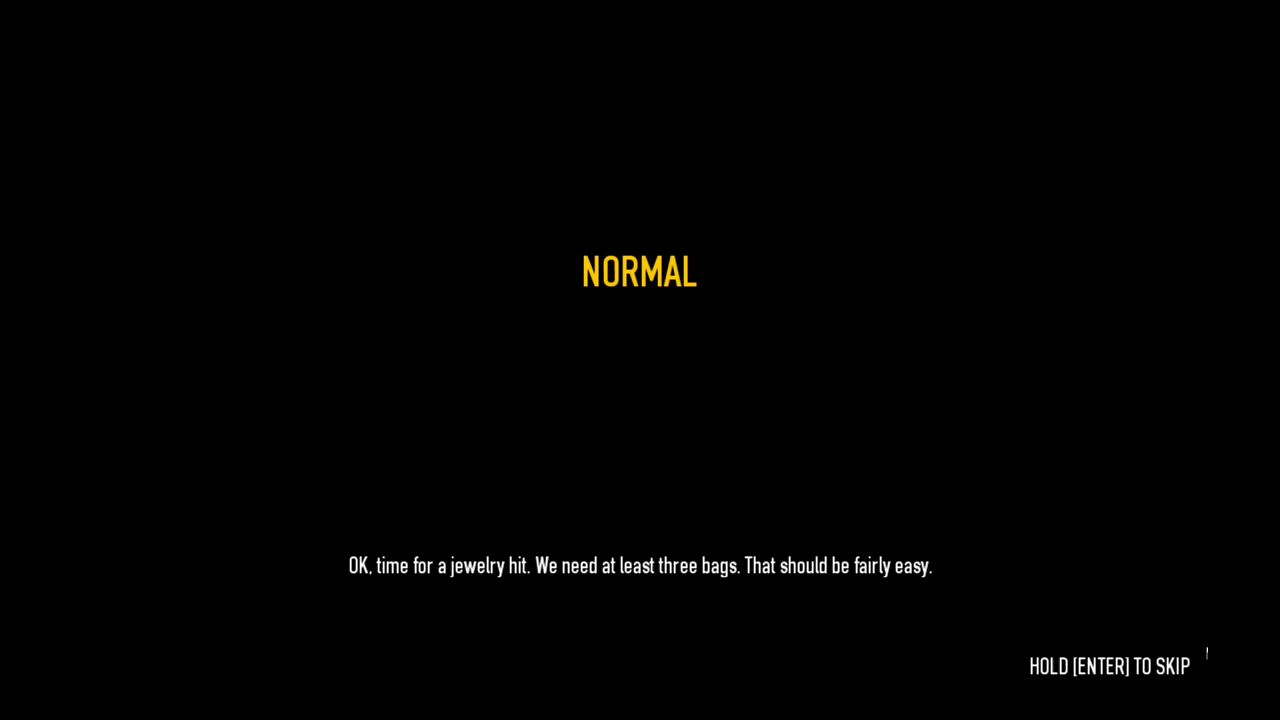 NORMAL
OK, time for a jewelry hit. We need at least three bags. That should be fairly easy.
HOLD [ENTER] TO SKIP